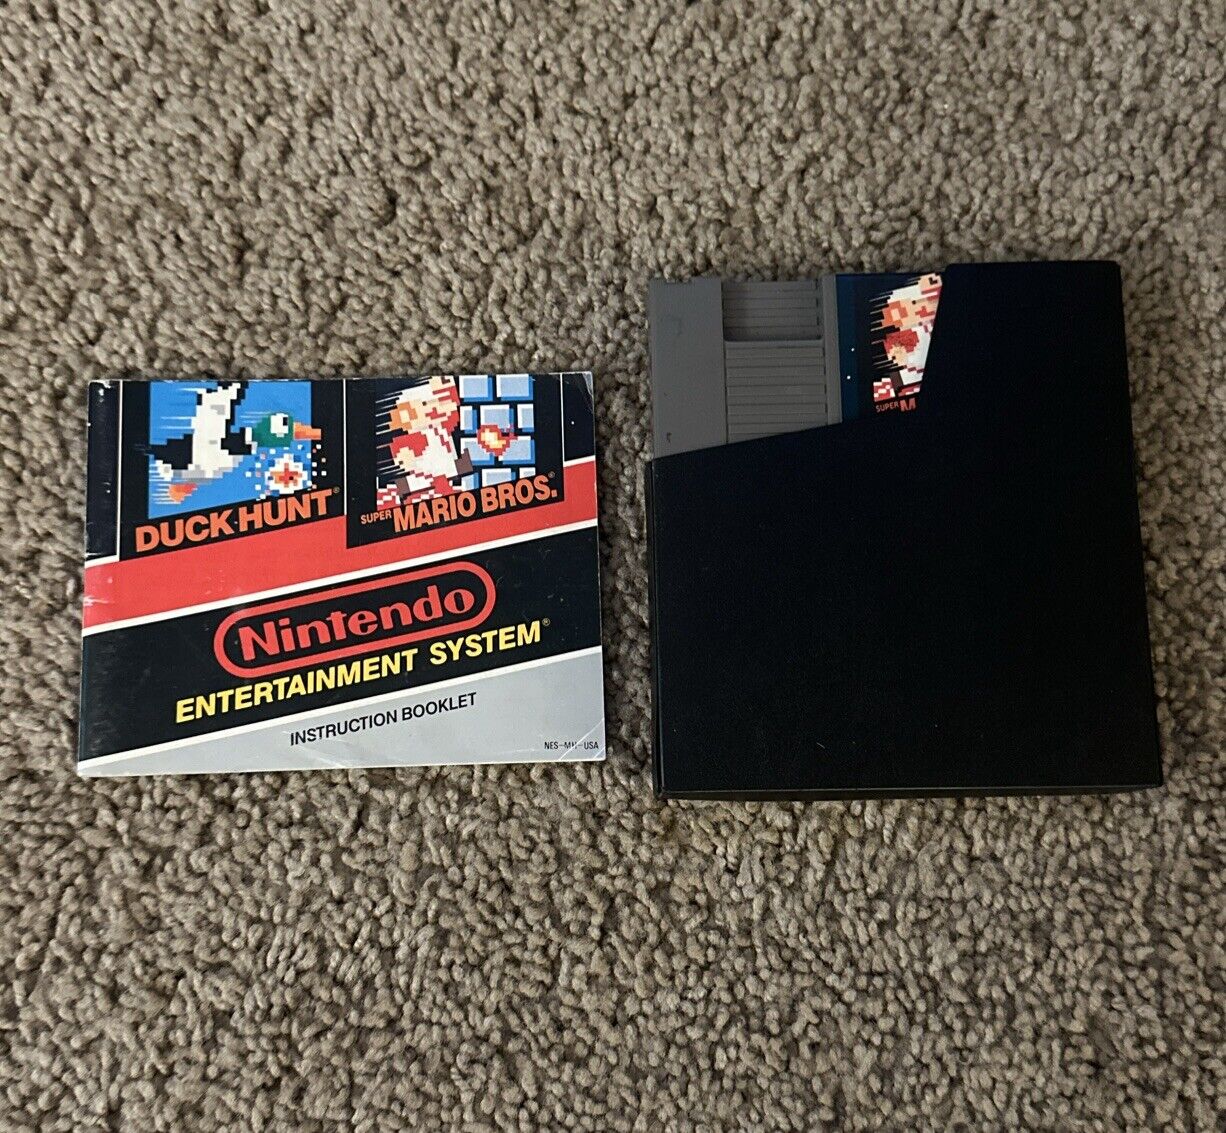 DUCK HUNT®
SUPER MARIO BROS.®
Nintendo
ENTERTAINMENT SYSTEM®
INSTRUCTION BOOKLET
NES-MH-USA
SUPER M